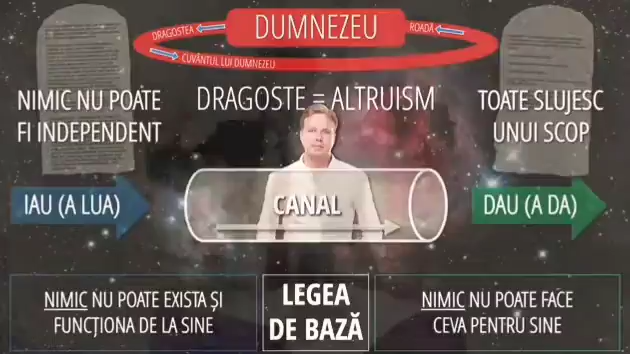 DUMNEZEU
DRAGOSTEA
ROADĂ
CUVÂNTUL LUI DUMNEZEU
NIMIC NU POATE
FI INDEPENDENT
DRAGOSTE = ALTRUISM
TOATE SLUJESC
UNUI SCOP
IAU (A LUA)
CANAL
DAU (A DA)
NIMIC NU POATE EXISTA ȘI
FUNCȚIONA DE LA SINE
LEGEA
DE BAZĂ
NIMIC NU POATE FACE
CEVA PENTRU SINE